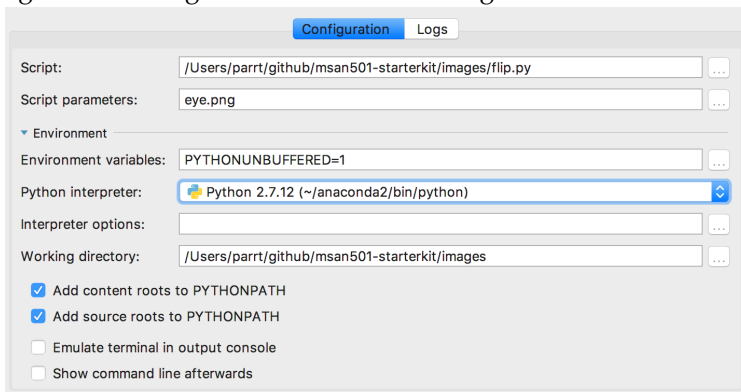 Configuration Logs
Script: /Users/parrt/github/msan501-starterkit/images/flip.py ...
Script parameters: eye.png ...
Environment
Environment variables: PYTHONUNBUFFERED=1 ...
Python interpreter: Python 2.7.12 (~/anaconda2/bin/python)
Interpreter options: ...
Working directory: /Users/parrt/github/msan501-starterkit/images ...
Add content roots to PYTHONPATH
Add source roots to PYTHONPATH
Emulate terminal in output console
Show command line afterwards